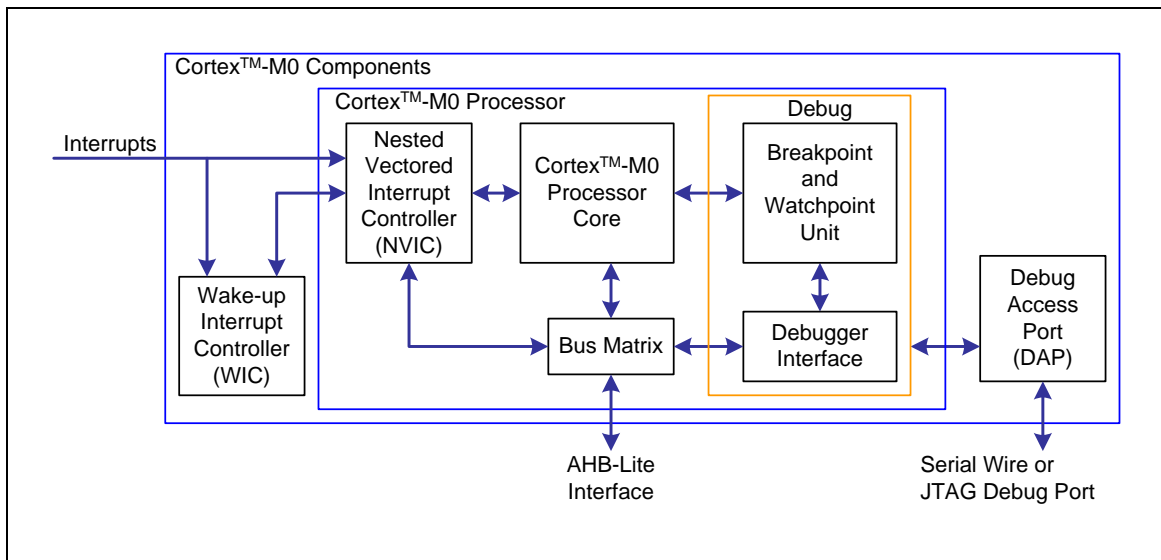 Cortex™-M0 Components
Cortex™-M0 Processor
Debug
Interrupts
Nested
Vectored
Interrupt
Controller
(NVIC)
Cortex™-M0
Processor
Core
Breakpoint
and
Watchpoint
Unit
Wake-up
Interrupt
Controller
(WIC)
Bus Matrix
Debugger
Interface
Debug
Access
Port
(DAP)
AHB-Lite
Interface
Serial Wire or
JTAG Debug Port